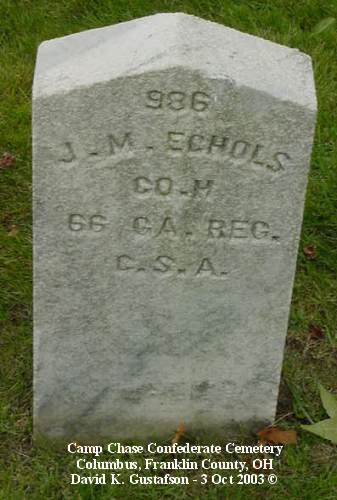 986
J. M. ECHOLS
CO. H
66 GA. REG.
C. S. A.
Camp Chase Confederate Cemetery
Columbus, Franklin County, OH
David K. Gustafson - 3 Oct 2003 ©